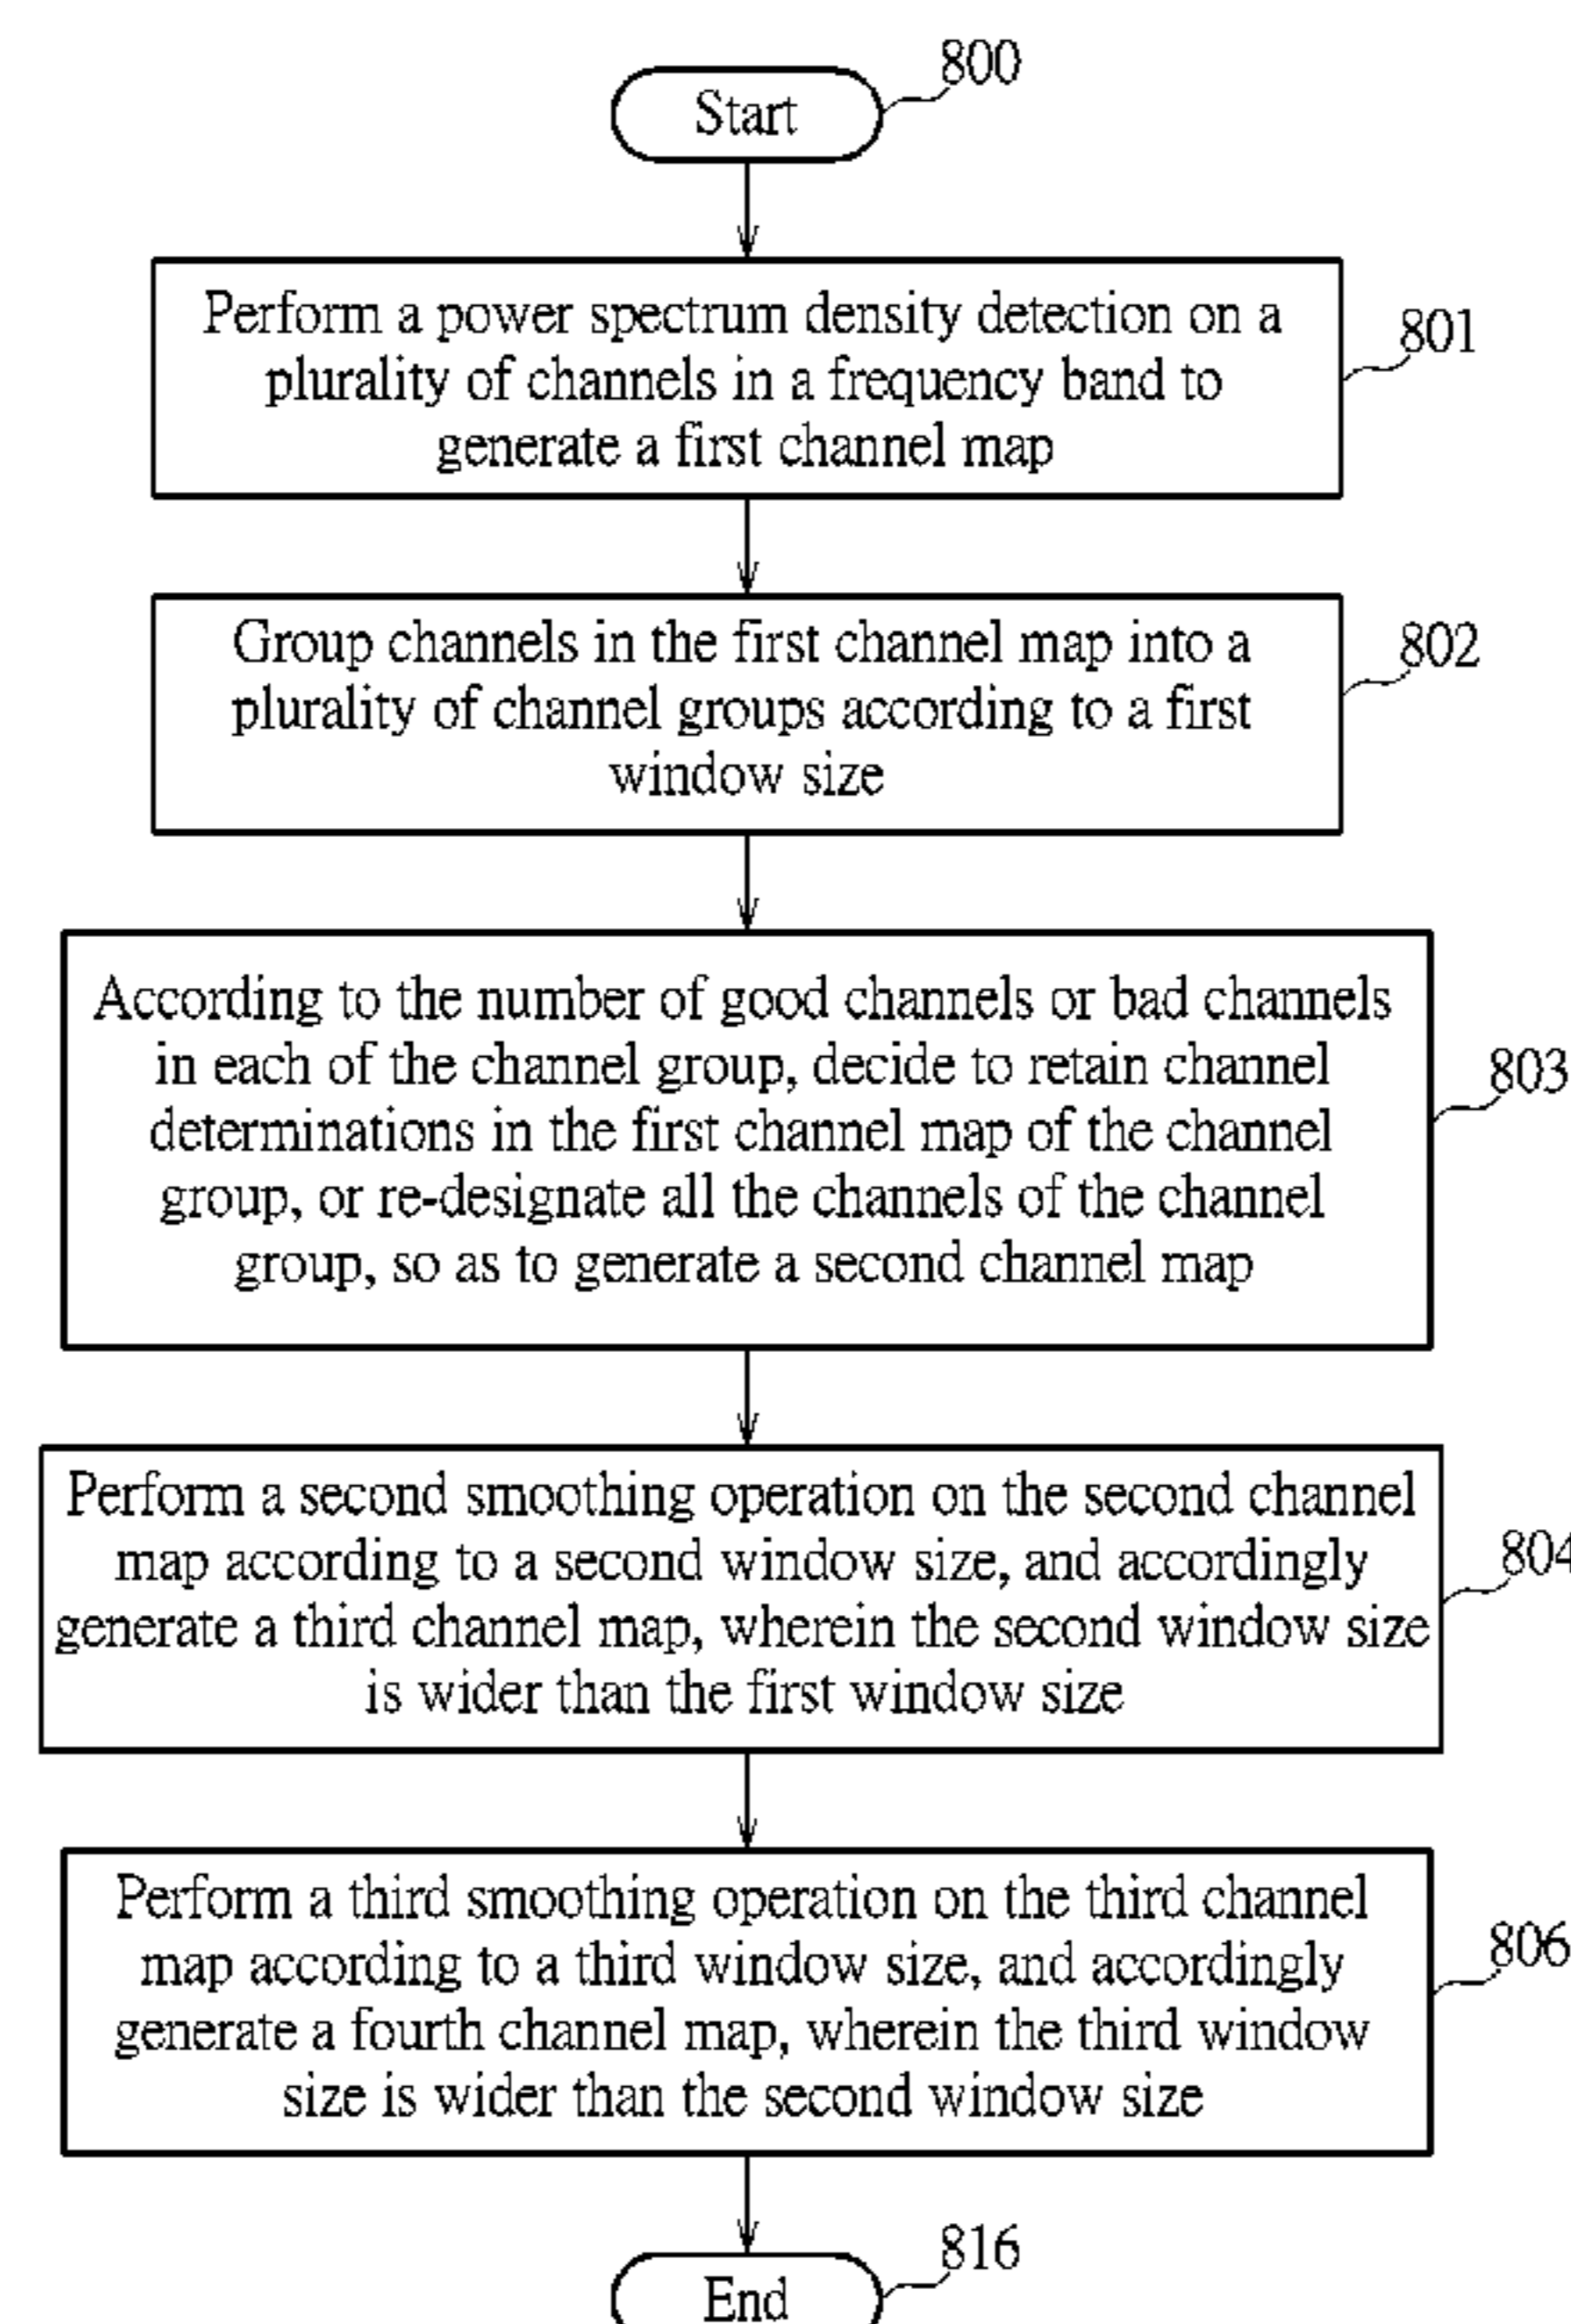 800
Start
Perform a power spectrum density detection on a
plurality of channels in a frequency band to
generate a first channel map
801
Group channels in the first channel map into a
plurality of channel groups according to a first
window size
802
According to the number of good channels or bad channels
in each of the channel group, decide to retain channel
determinations in the first channel map of the channel
group, or re-designate all the channels of the channel
group, so as to generate a second channel map
803
Perform a second smoothing operation on the second channel
map according to a second window size, and accordingly
generate a third channel map, wherein the second window size
is wider than the first window size
804
Perform a third smoothing operation on the third channel
map according to a third window size, and accordingly
generate a fourth channel map, wherein the third window
size is wider than the second window size
806
816
End